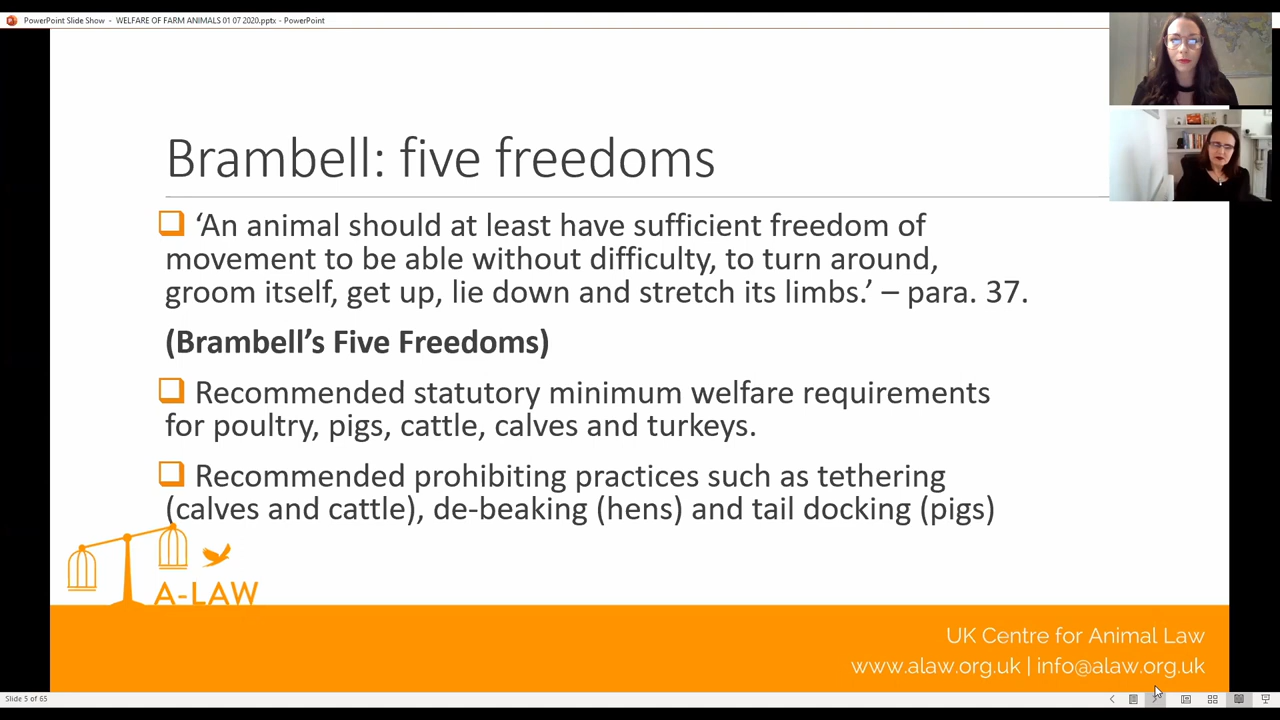 PowerPoint Slide Show - WELFARE OF FARM ANIMALS 01 07 2020.pptx - PowerPoint
Brambell: five freedoms
‘An animal should at least have sufficient freedom of
movement to be able without difficulty, to turn around,
groom itself, get up, lie down and stretch its limbs.’ – para. 37.
(Brambell’s Five Freedoms)
Recommended statutory minimum welfare requirements
for poultry, pigs, cattle, calves and turkeys.
Recommended prohibiting practices such as tethering
(calves and cattle), de-beaking (hens) and tail docking (pigs)
A-LAW
UK Centre for Animal Law
www.alaw.org.uk | info@alaw.org.uk
Slide 5 of 65